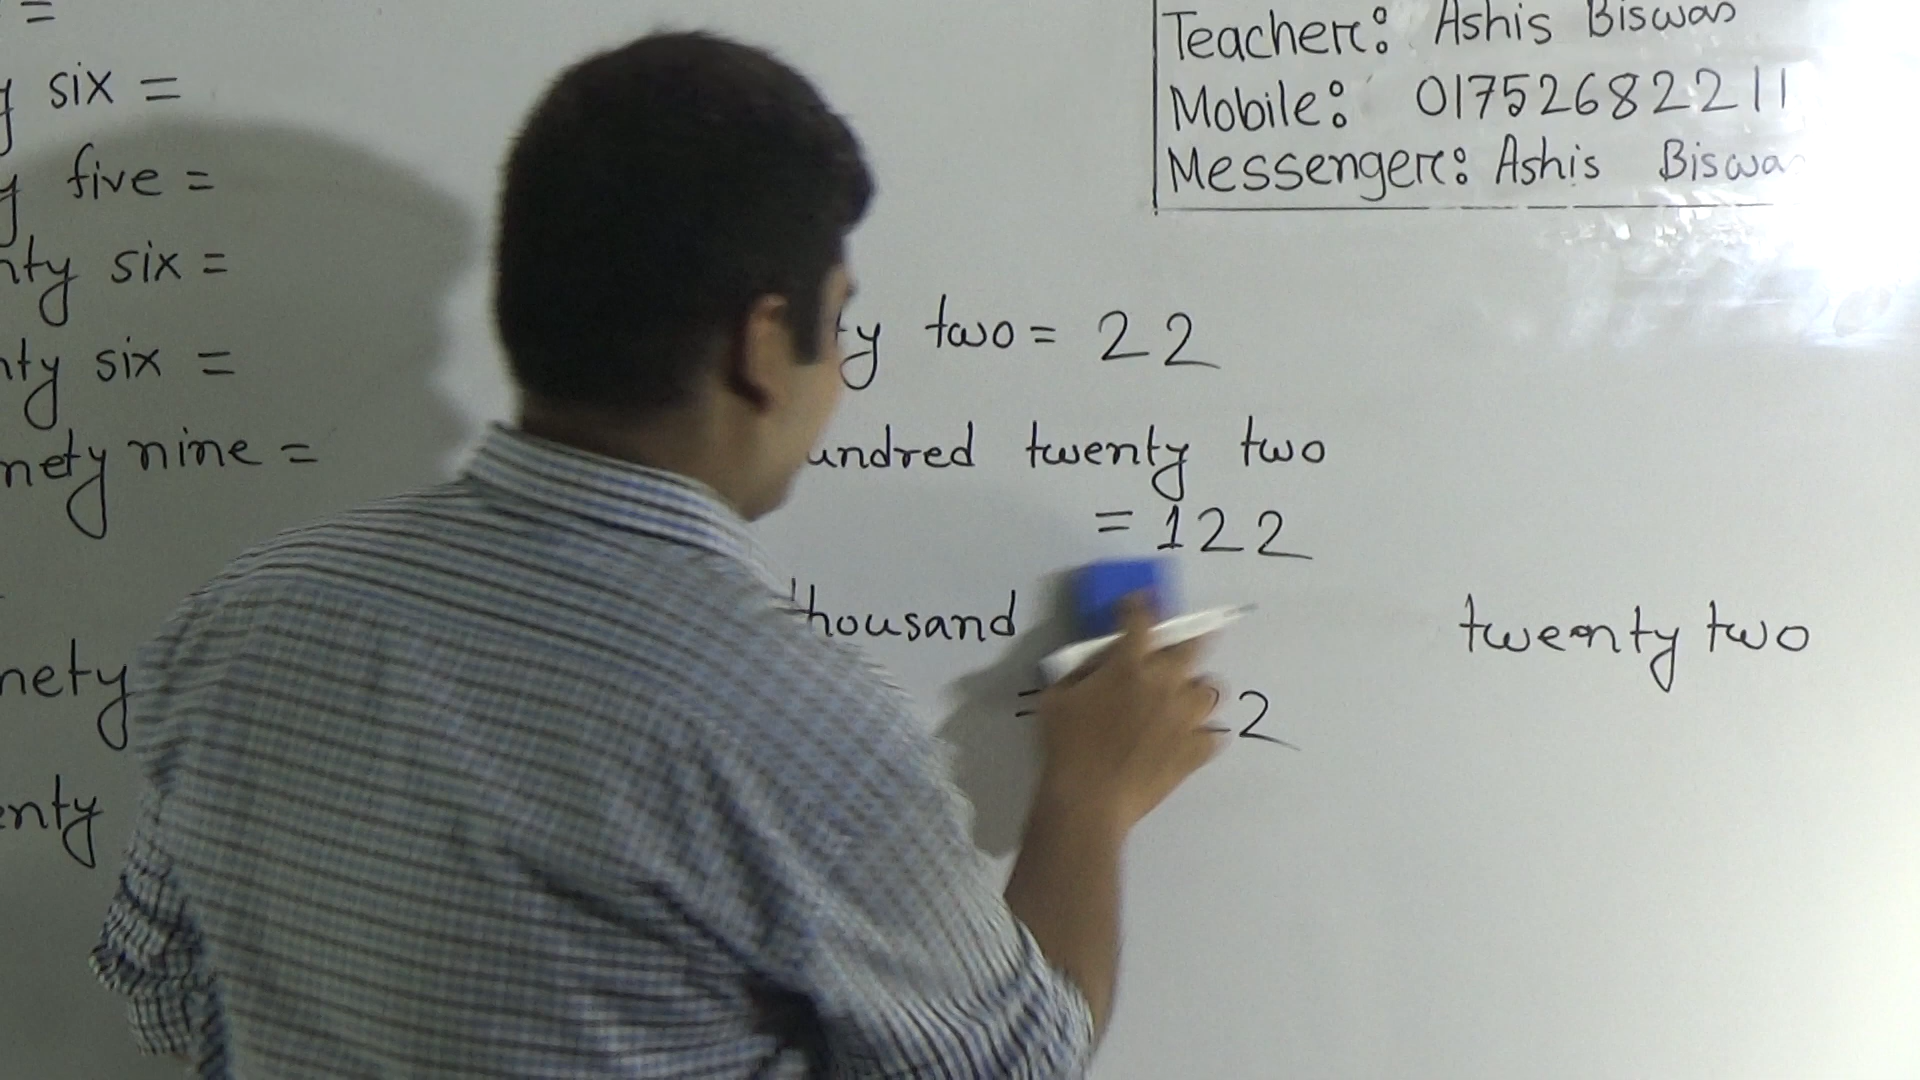 =
y six =
y five =
nty six =
nty six =
nety nine =
nety
enty
Teacher: Ashis Biswas
Mobile: 01752682211
Messenger: Ashis Biswas
ty two = 22
undred twenty two
= 122
thousand twenty two
= 22